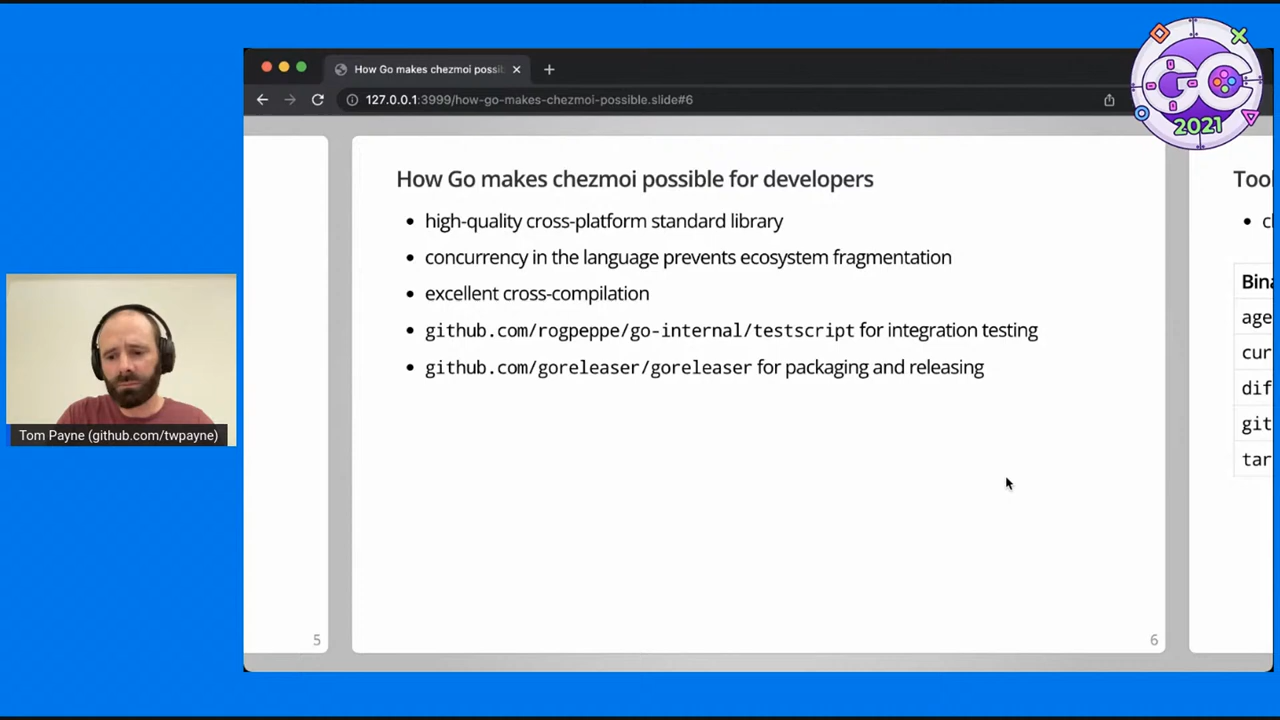 How Go makes chezmoi possit
127.0.0.1:3999/how-go-makes-chezmoi-possible.slide#6
GC
2021
How Go makes chezmoi possible for developers
• high-quality cross-platform standard library
• concurrency in the language prevents ecosystem fragmentation
• excellent cross-compilation
• github.com/rogpeppe/go-internal/testscript for integration testing
• github.com/goreleaser/goreleaser for packaging and releasing
5
6
Tom Payne (github.com/twpayne)
Too
Bina
age
cur
dif
git
tar